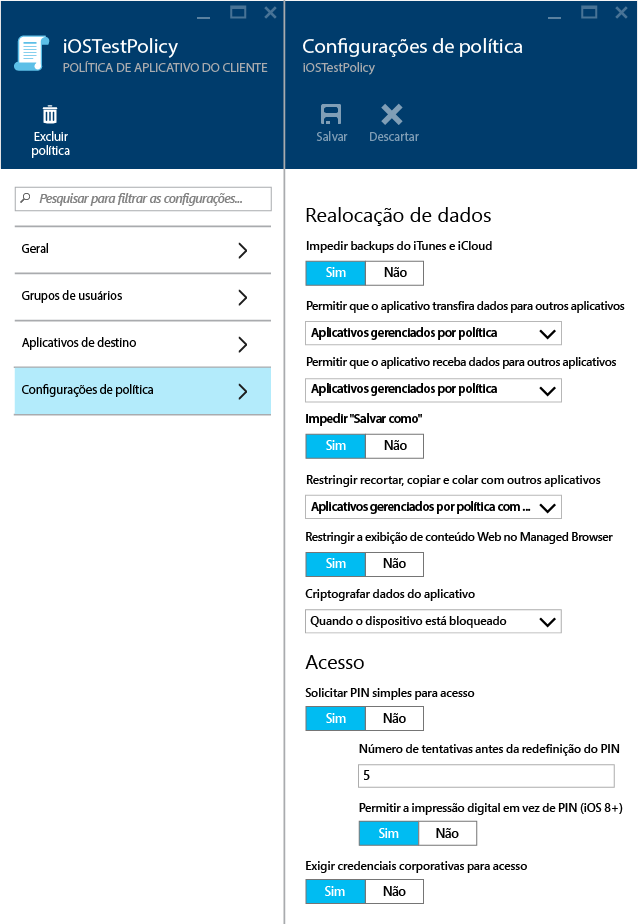 iOSTestPolicy
POLÍTICA DE APLICATIVO DO CLIENTE
Excluir
política
Pesquisar para filtrar as configurações...
Geral
Grupos de usuários
Aplicativos de destino
Configurações de política
Configurações de política
iOSTestPolicy
Salvar
Descartar
Realocação de dados
Impedir backups do iTunes e iCloud
Sim Não
Permitir que o aplicativo transfira dados para outros aplicativos
Aplicativos gerenciados por política
Permitir que o aplicativo receba dados para outros aplicativos
Aplicativos gerenciados por política
Impedir "Salvar como"
Sim Não
Restringir recortar, copiar e colar com outros aplicativos
Aplicativos gerenciados por política com ...
Restringir a exibição de conteúdo Web no Managed Browser
Sim Não
Criptografar dados do aplicativo
Quando o dispositivo está bloqueado
Acesso
Solicitar PIN simples para acesso
Sim Não
Número de tentativas antes da redefinição do PIN
5
Permitir a impressão digital em vez de PIN (iOS 8+)
Sim Não
Exigir credenciais corporativas para acesso
Sim Não